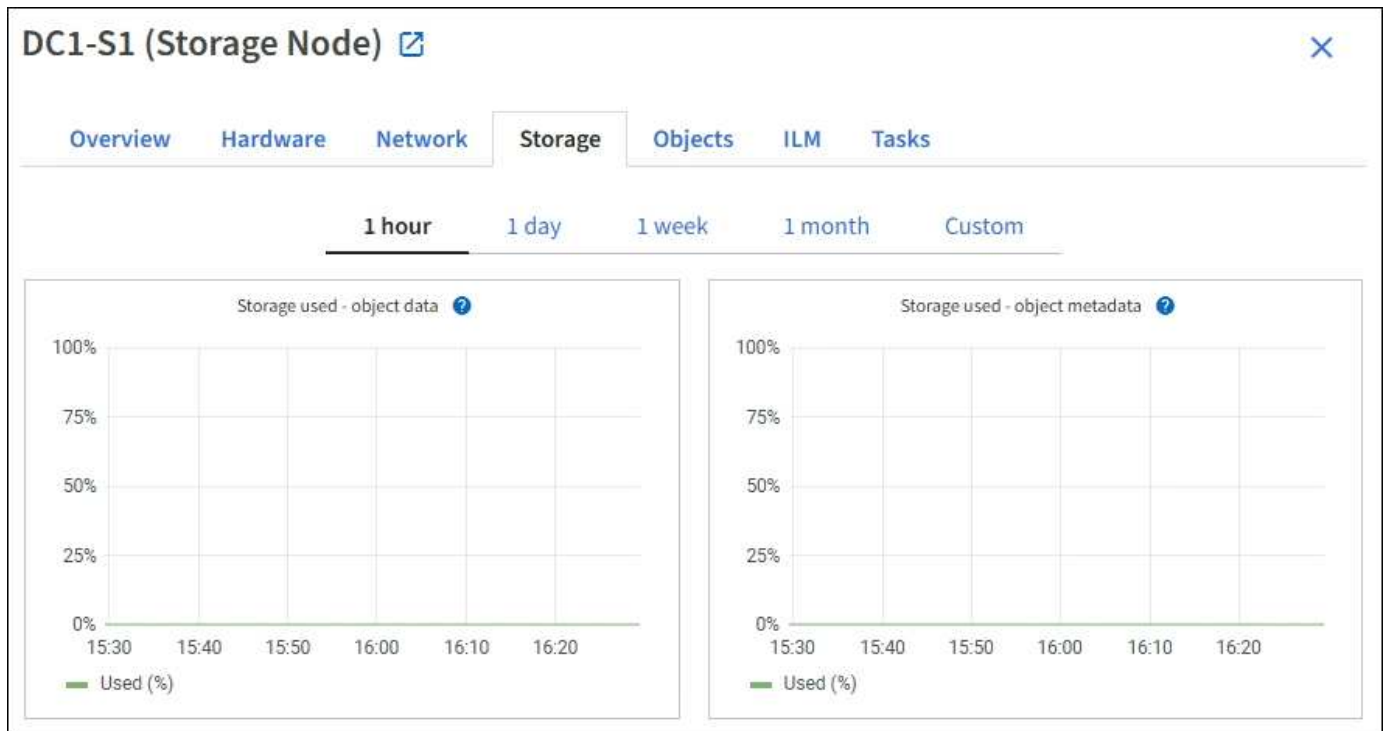 DC1-S1 (Storage Node)
Overview Hardware Network Storage Objects ILM Tasks
1 hour 1 day 1 week 1 month Custom
Storage used - object data ?
100%
75%
50%
25%
0%
15:30 15:40 15:50 16:00 16:10 16:20
Used (%)
Storage used - object metadata ?
100%
75%
50%
25%
0%
15:30 15:40 15:50 16:00 16:10 16:20
Used (%)